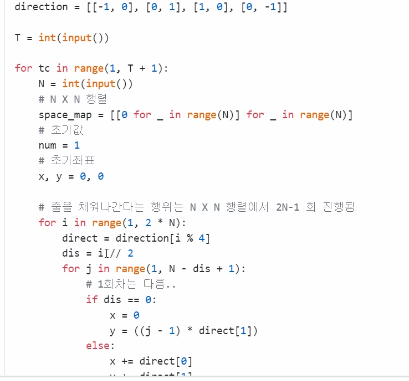 direction = [[-1, 0], [0, 1], [1, 0], [0, -1]]
T = int(input())
for tc in range(1, T + 1):
N = int(input())
# N X N 행렬
space_map = [[0 for _ in range(N)] for _ in range(N)]
# 초기값
num = 1
# 초기좌표
x, y = 0, 0
# 줄을 채워나간다는 행위는 N X N 행렬에서 2N-1 회 진행됨
for i in range(1, 2 * N):
direct = direction[i % 4]
dis = i// 2
for j in range(1, N - dis + 1):
# 1회차는 다름..
if dis == 0:
x = 0
y = ((j - 1) * direct[1])
else:
x += direct[0]
y += direct[1]